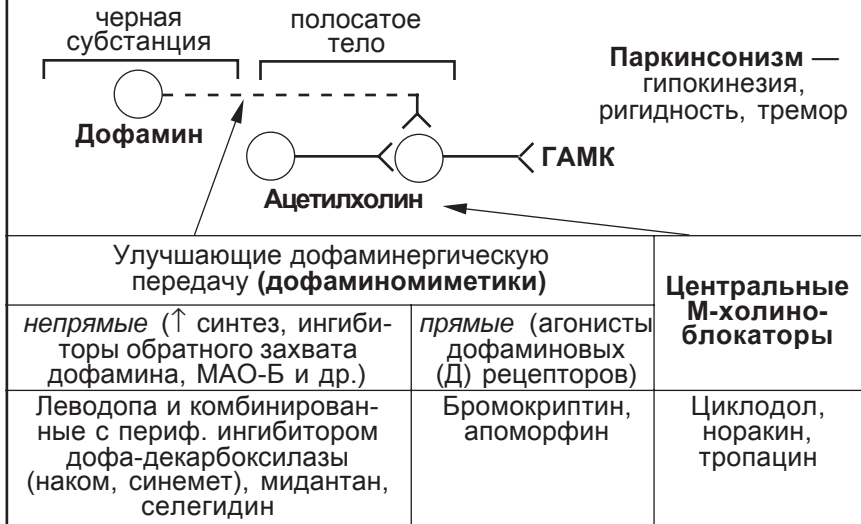 черная
субстанция
полосатое
тело
Паркинсонизм —
гипокинезия,
ригидность, тремор
Дофамин
ГАМК
Ацетилхолин
Улучшающие дофаминергическую
передачу (дофаминомиметики)
Центральные
М-холино-
блокаторы
непрямые (↑ синтез, ингиби-
торы обратного захвата
дофамина, МАО-Б и др.)
прямые (агонисты
дофаминовых
(Д) рецепторов)
Леводопа и комбинирован-
ные с периф. ингибитором
дофа-декарбоксилазы
(наком, синемет), мидантан,
селегидин
Бромокриптин,
апоморфин
Циклодол,
норакин,
тропацин